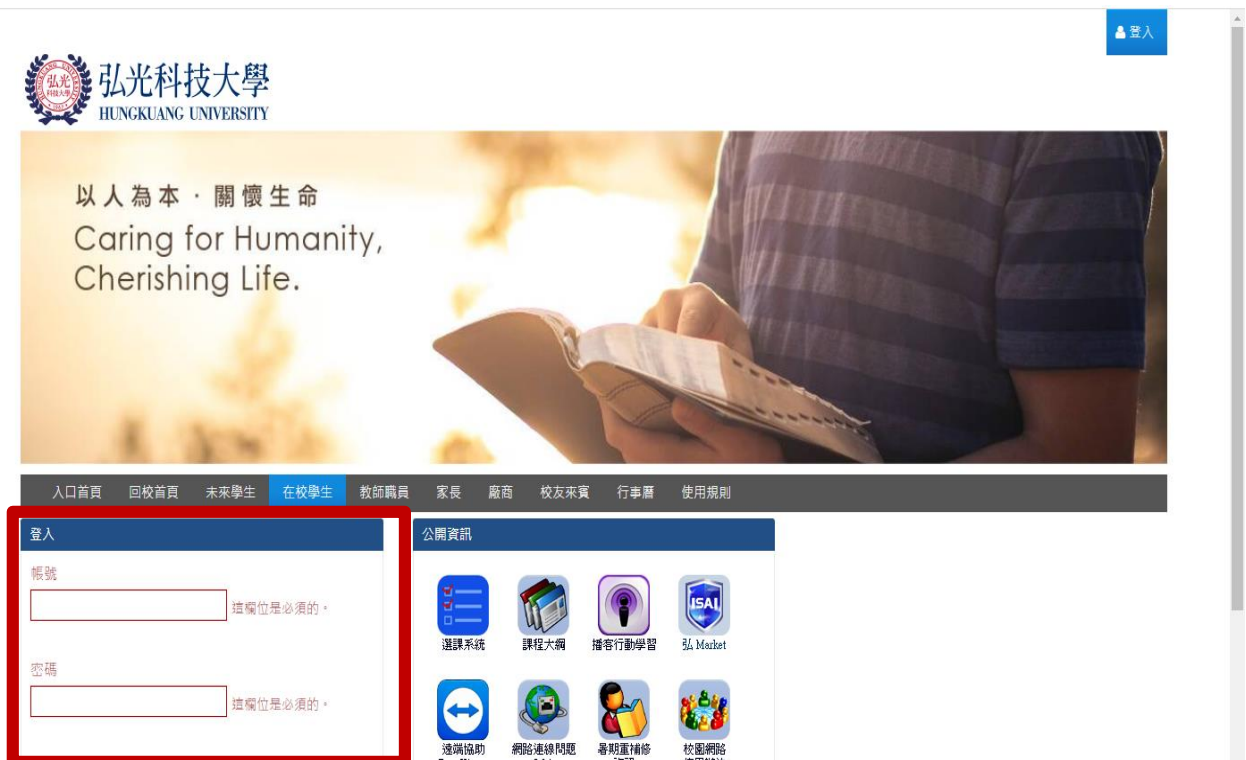 登入
弘光科技大學
HUNGKUANG UNIVERSITY
以人為本·關懷生命
Caring for Humanity,
Cherishing Life.
入口首頁 回校首頁 未來學生 在校學生 教師職員 家長 廠商 校友來賓 行事曆 使用規則
登入
帳號
這欄位是必須的。
密碼
這欄位是必須的。
公開資訊
選課系統 課程大綱 播客行動學習 弘 Market
遠端協助 網路連線問題 暑期重補修 校園網路